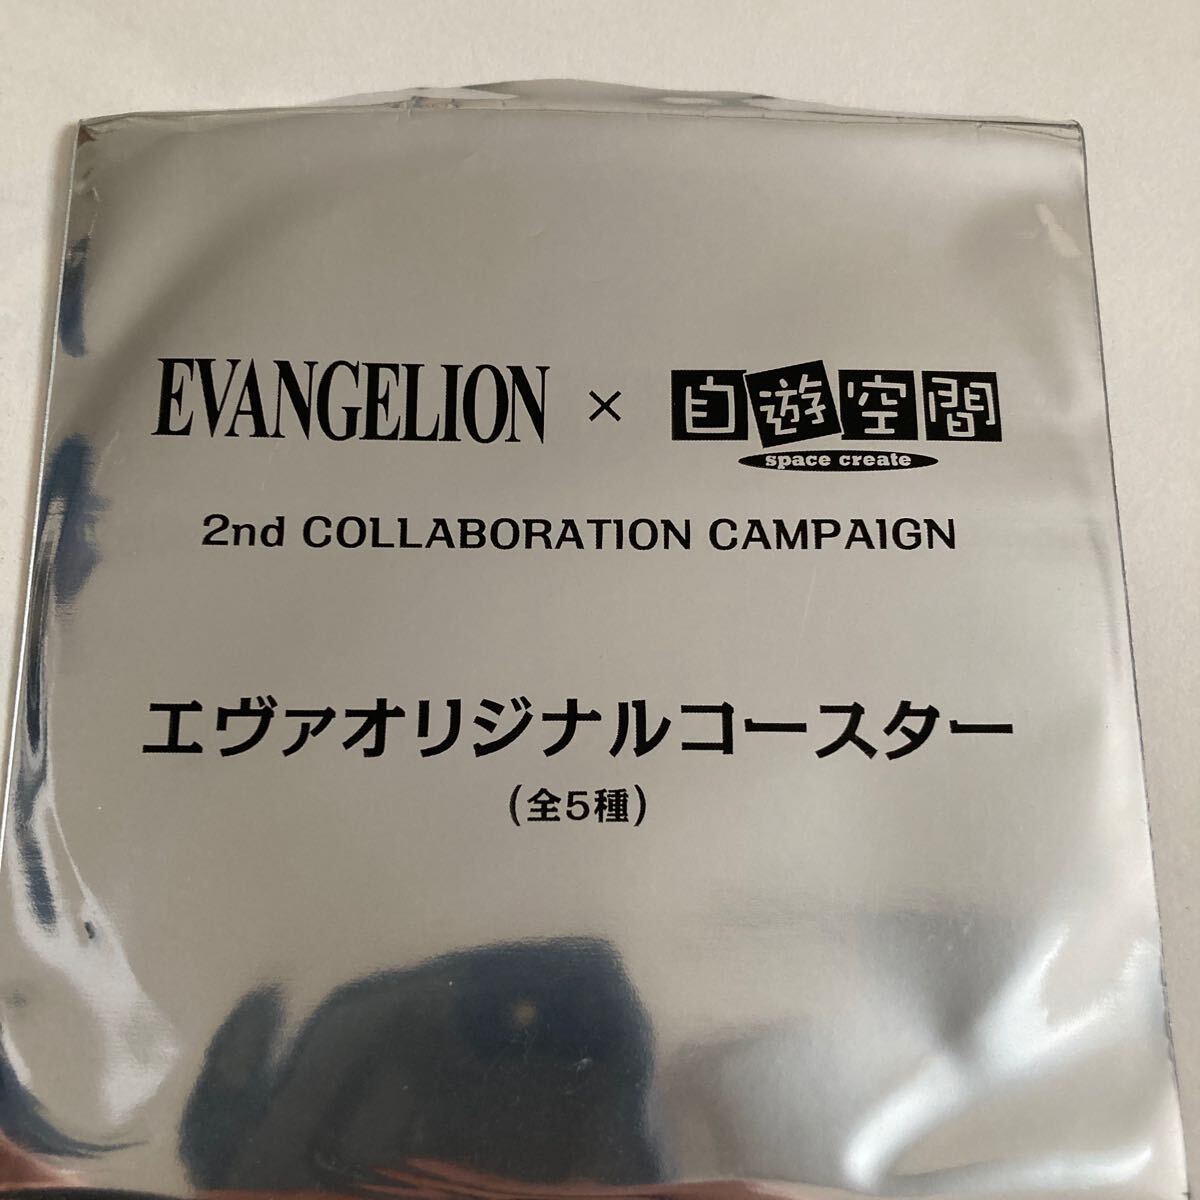 EVANGELION × 自遊空間
space create
2nd COLLABORATION CAMPAIGN
エヴァオリジナルコースター
(全5種)